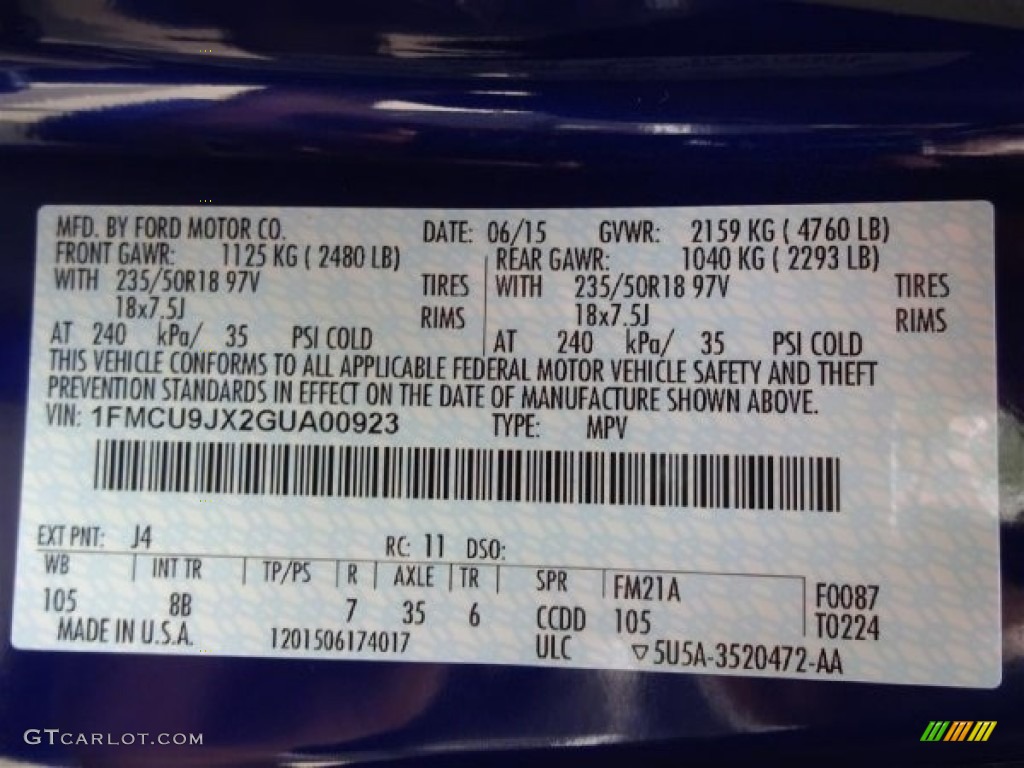 MFD. BY FORD MOTOR CO. DATE: 06/15 GVWR: 2159 KG ( 4760 LB)
FRONT GAWR: 1125 KG ( 2480 LB) REAR GAWR: 1040 KG ( 2293 LB)
WITH 235/50R18 97V TIRES WITH 235/50R18 97V TIRES
18x7.5J RIMS 18x7.5J RIMS
AT 240 kPa/ 35 PSI COLD AT 240 kPa/ 35 PSI COLD
THIS VEHICLE CONFORMS TO ALL APPLICABLE FEDERAL MOTOR VEHICLE SAFETY AND THEFT
PREVENTION STANDARDS IN EFFECT ON THE DATE OF MANUFACTURE SHOWN ABOVE.
VIN: 1FMCU9JX2GUA00923 TYPE: MPV
EXT PNT: J4 RC: 11 DSO:
WB INT TR TP/PS R AXLE TR SPR FM21A F0087
105 8B 7 35 6 CCDD 105 T0224
MADE IN U.S.A. 1201506174017 ULC ▽5U5A-3520472-AA
GTCARLOT.COM